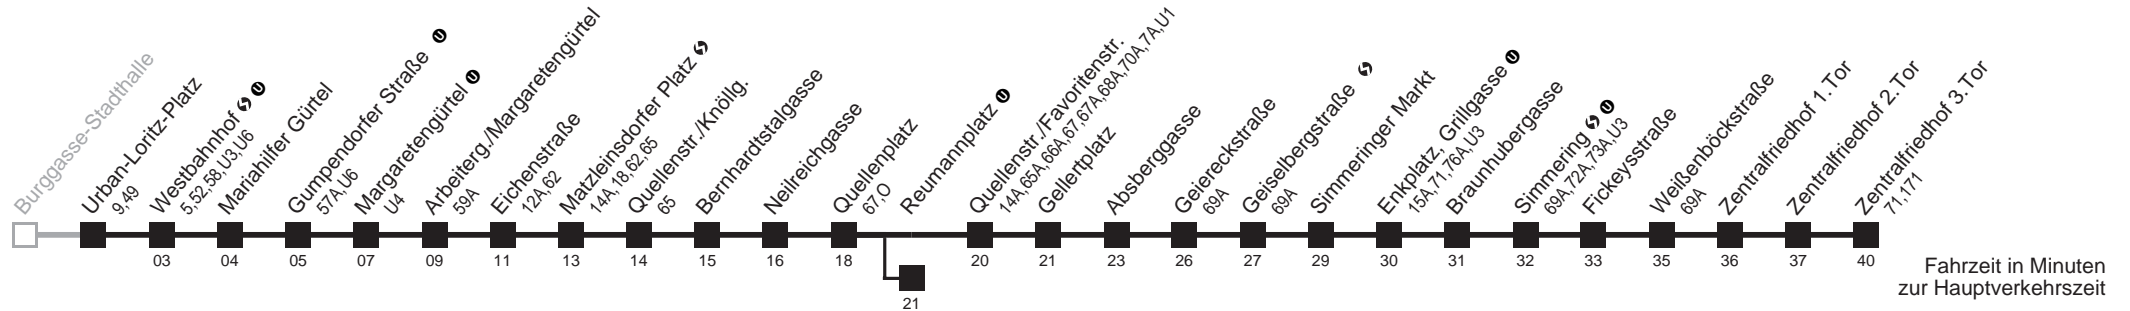 Burggasse-Stadthalle
Urban-Loritz-Platz
9,49
Westbahnhof
5,52,58,U3,U6
Mariahilfer Gürtel
Gumpendorfer Straße
57A,U6
Margaretengürtel
U4
Arbeiterg./Margaretengürtel
59A
Eichenstraße
12A,62
Matzleinsdorfer Platz
14A,18,62,65
Quellenstr./Knöllg.
65
Bernhardtstalgasse
Neilreichgasse
Quellenplatz
67,O
Reumannplatz
Quellenstr./Favoritenstr.
14A,65A,66A,67,67A,68A,70A,7A,U1
Gellertplatz
Absberggasse
Geiereckstraße
69A
Geiselbergstraße
69A
Simmeringer Markt
Enkplatz, Grillgasse
15A,71,76A,U3
Braunhubergasse
Simmering
69A,72A,73A,U3
Fickeysstraße
Weißenböckstraße
69A
Zentralfriedhof 1.Tor
Zentralfriedhof 2.Tor
Zentralfriedhof 3.Tor
71,171
03 04 05 07 09 11 13 14 15 16 18 20 21 23 26 27 29 30 31 32 33 35 36 37 40
21
Fahrzeit in Minuten
zur Hauptverkehrszeit